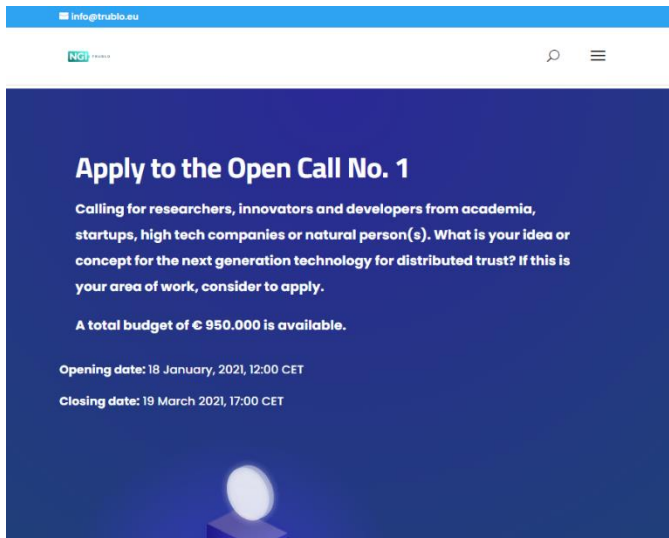 info@trublo.eu
NGI TRUBLO
Apply to the Open Call No. 1
Calling for researchers, innovators and developers from academia,
startups, high tech companies or natural person(s). What is your idea or
concept for the next generation technology for distributed trust? If this is
your area of work, consider to apply.
A total budget of € 950.000 is available.
Opening date: 18 January, 2021, 12:00 CET
Closing date: 19 March 2021, 17:00 CET